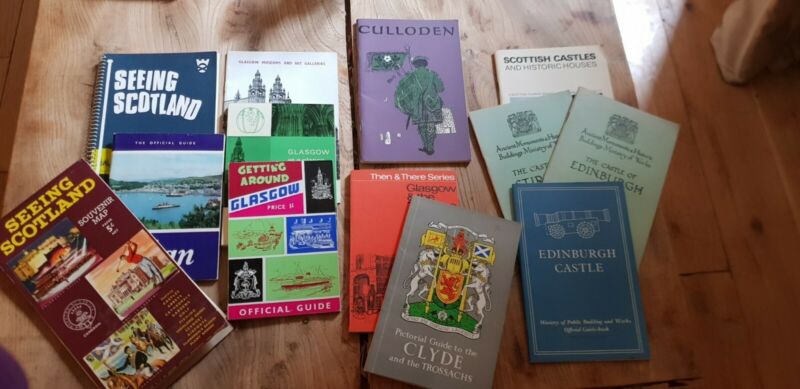 SEEING
SCOTLAND
THE OFFICIAL GUIDE
SEEING
SCOTLAND
SOUVENIR
MAP
5/-
GLASGOW MUSEUMS AND ART GALLERIES
GLASGOW
GETTING
AROUND
GLASGOW
PRICE 1/-
OFFICIAL GUIDE
CULLODEN
Then & There Series
Glasgow
Pictorial Guide to the
CLYDE
and the TROSSACHS
SCOTTISH CASTLES
AND HISTORIC HOUSES
Ancient Monuments & Historic
Buildings Ministry of Works
THE CASTLE
Ancient Monuments & Historic
Buildings Ministry of Works
THE CASTLE OF
EDINBURGH
EDINBURGH
CASTLE
Ministry of Public Building and Works
Official Guide-book